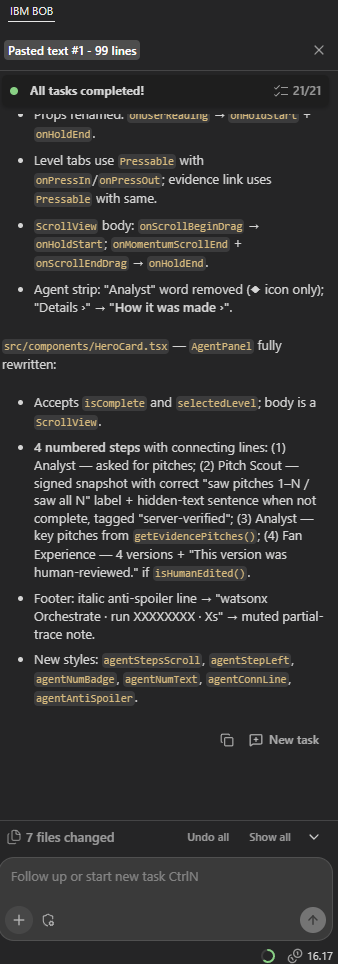 IBM BOB
Pasted text #1 - 99 lines
All tasks completed!
21/21
Props renamed: onUserReading → onHoldStart +
onHoldEnd.
Level tabs use Pressable with
onPressIn/onPressOut; evidence link uses
Pressable with same.
ScrollView body: onScrollBeginDrag →
onHoldStart; onMomentumScrollEnd +
onScrollEndDrag → onHoldEnd.
Agent strip: "Analyst" word removed (◆ icon only);
"Details ›" → "How it was made ›".
src/components/HeroCard.tsx — AgentPanel fully
rewritten:
Accepts isComplete and selectedLevel; body is a
ScrollView.
4 numbered steps with connecting lines: (1)
Analyst — asked for pitches; (2) Pitch Scout —
signed snapshot with correct "saw pitches 1–N /
saw all N" label + hidden-text sentence when not
complete, tagged "server-verified"; (3) Analyst —
key pitches from getEvidencePitches(); (4) Fan
Experience — 4 versions + "This version was
human-reviewed." if isHumanEdited().
Footer: italic anti-spoiler line → "watsonx
Orchestrate · run XXXXXXXX · Xs" → muted partial-
trace note.
New styles: agentStepsScroll, agentStepLeft,
agentNumBadge, agentNumText, agentConnLine,
agentAntiSpoiler.
New task
7 files changed
Undo all
Show all
Follow up or start new task CtrlN
16.17